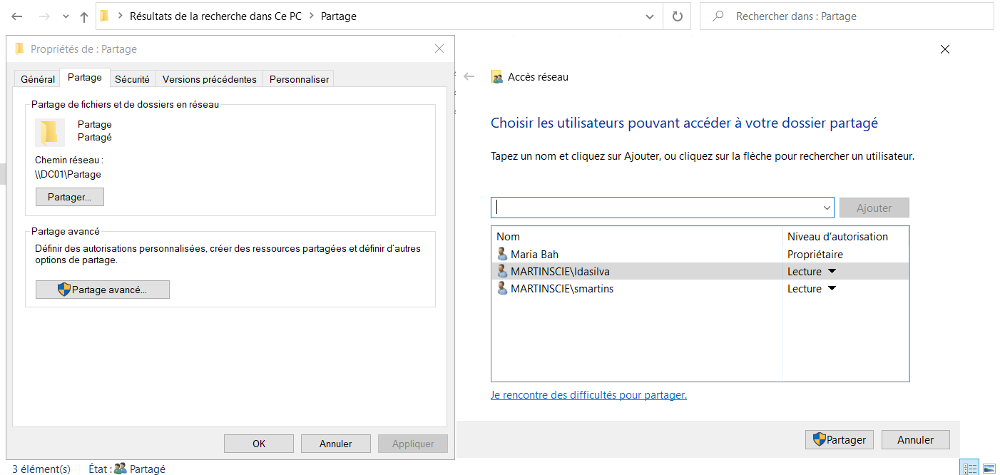 Résultats de la recherche dans Ce PC > Partage
Rechercher dans : Partage
Propriétés de : Partage
Général
Partage
Sécurité
Versions précédentes
Personnaliser
Partage de fichiers et de dossiers en réseau
Partage
Partagé
Chemin réseau :
\\DC01\Partage
Partager...
Partage avancé
Définir des autorisations personnalisées, créer des ressources partagées et définir d'autres
options de partage.
Partage avancé...
OK
Annuler
Appliquer
3 élément(s)
État : Partagé
Accès réseau
Choisir les utilisateurs pouvant accéder à votre dossier partagé
Tapez un nom et cliquez sur Ajouter, ou cliquez sur la flèche pour rechercher un utilisateur.
Ajouter
Nom Niveau d'autorisation
Maria Bah Propriétaire
MARTINSCIE\ldasilva Lecture
MARTINSCIE\smartins Lecture
Je rencontre des difficultés pour partager.
Partager
Annuler